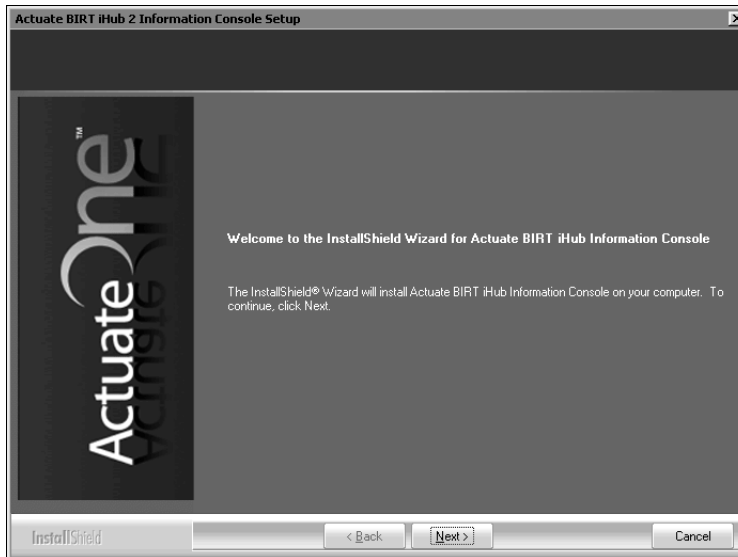 Actuate BIRT iHub 2 Information Console Setup
ActuateOne™
Welcome to the InstallShield Wizard for Actuate BIRT iHub Information Console
The InstallShield® Wizard will install Actuate BIRT iHub Information Console on your computer. To
continue, click Next.
InstallShield
< Back
Next >
Cancel